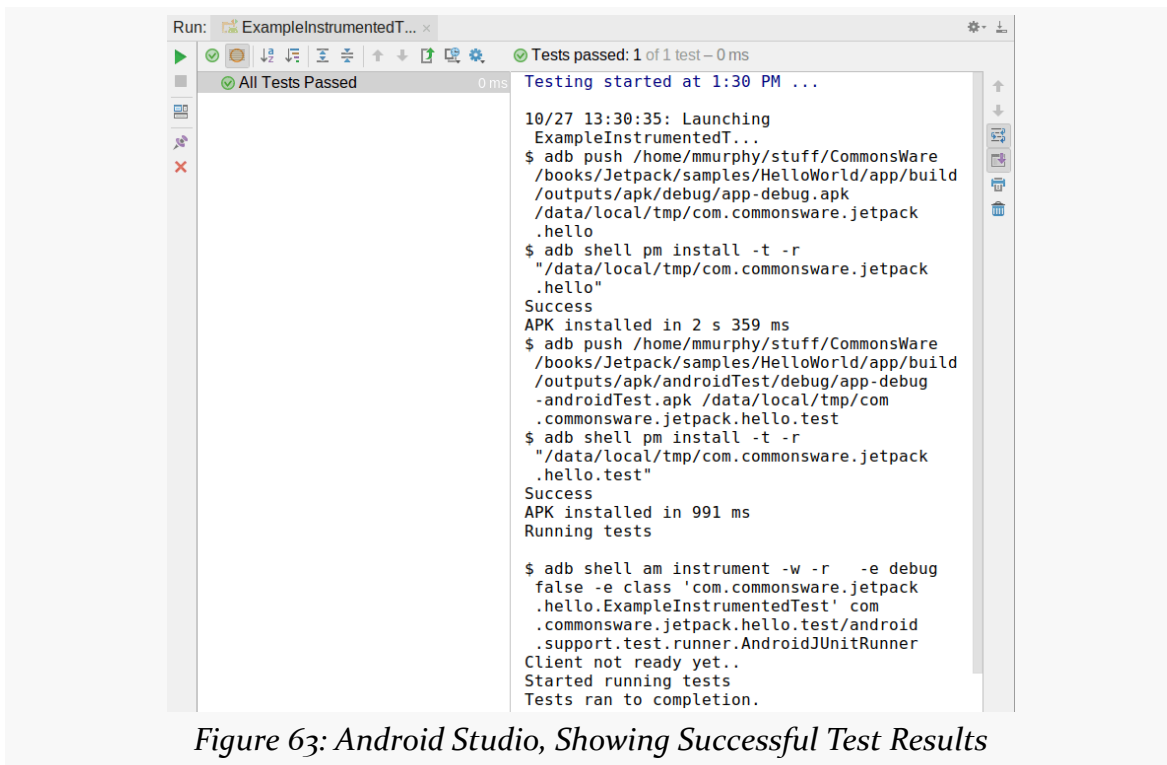 Run: ExampleInstrumentedT...
Tests passed: 1 of 1 test – 0 ms
All Tests Passed 0 ms
Testing started at 1:30 PM ...
10/27 13:30:35: Launching
ExampleInstrumentedT...
$ adb push /home/mmurphy/stuff/CommonsWare
/books/Jetpack/samples/HelloWorld/app/build
/outputs/apk/debug/app-debug.apk
/data/local/tmp/com.commonsware.jetpack
.hello
$ adb shell pm install -t -r
"/data/local/tmp/com.commonsware.jetpack
.hello"
Success
APK installed in 2 s 359 ms
$ adb push /home/mmurphy/stuff/CommonsWare
/books/Jetpack/samples/HelloWorld/app/build
/outputs/apk/androidTest/debug/app-debug
-androidTest.apk /data/local/tmp/com
.commonsware.jetpack.hello.test
$ adb shell pm install -t -r
"/data/local/tmp/com.commonsware.jetpack
.hello.test"
Success
APK installed in 991 ms
Running tests
$ adb shell am instrument -w -r   -e debug
false -e class 'com.commonsware.jetpack
.hello.ExampleInstrumentedTest' com
.commonsware.jetpack.hello.test/android
.support.test.runner.AndroidJUnitRunner
Client not ready yet..
Started running tests
Tests ran to completion.
Figure 63: Android Studio, Showing Successful Test Results